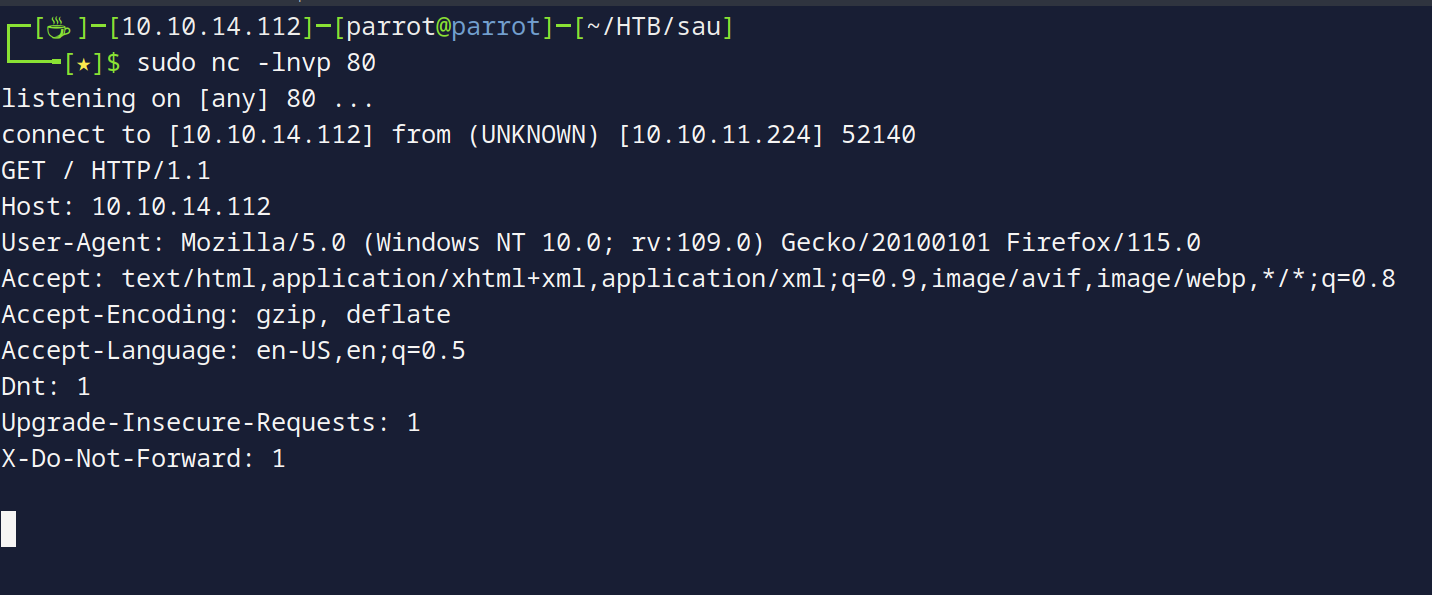 ┌─[☕]─[10.10.14.112]─[parrot@parrot]─[~/HTB/sau]
└──╼[★]$ sudo nc -lnvp 80
listening on [any] 80 ...
connect to [10.10.14.112] from (UNKNOWN) [10.10.11.224] 52140
GET / HTTP/1.1
Host: 10.10.14.112
User-Agent: Mozilla/5.0 (Windows NT 10.0; rv:109.0) Gecko/20100101 Firefox/115.0
Accept: text/html,application/xhtml+xml,application/xml;q=0.9,image/avif,image/webp,*/*;q=0.8
Accept-Encoding: gzip, deflate
Accept-Language: en-US,en;q=0.5
Dnt: 1
Upgrade-Insecure-Requests: 1
X-Do-Not-Forward: 1